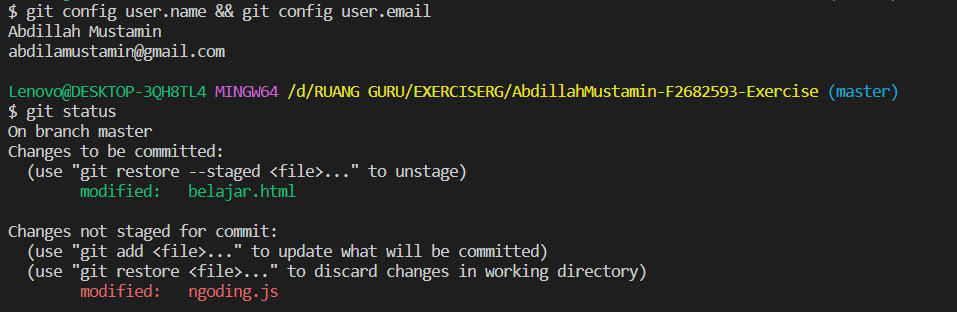 $ git config user.name && git config user.email
Abdillah Mustamin
abdilamustamin@gmail.com
Lenovo@DESKTOP-3QH8TL4 MINGW64 /d/RUANG GURU/EXERCISERG/AbdillahMustamin-F2682593-Exercise (master)
$ git status
On branch master
Changes to be committed:
  (use "git restore --staged <file>..." to unstage)
        modified:   belajar.html
Changes not staged for commit:
  (use "git add <file>..." to update what will be committed)
  (use "git restore <file>..." to discard changes in working directory)
        modified:   ngoding.js